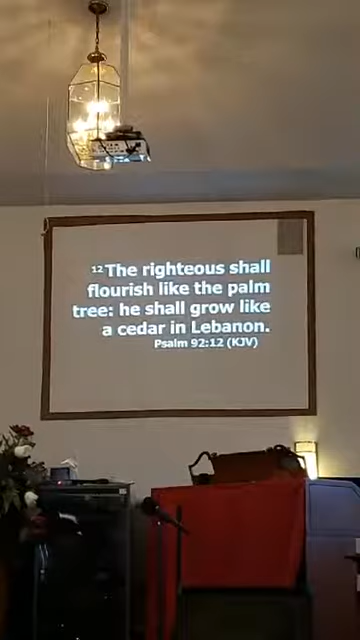 12 The righteous shall
flourish like the palm
tree: he shall grow like
a cedar in Lebanon.
Psalm 92:12 (KJV)